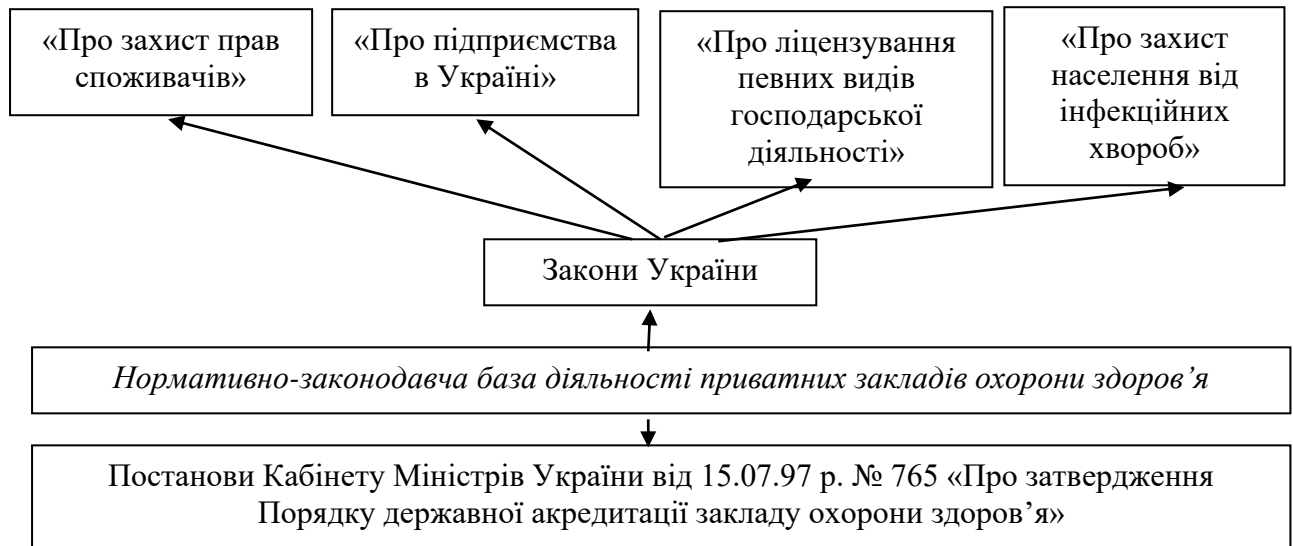 «Про захист прав
споживачів»
«Про підприємства
в Україні»
«Про ліцензування
певних видів
господарської
діяльності»
«Про захист
населення від
інфекційних
хвороб»
Закони України
Нормативно-законодавча база діяльності приватних закладів охорони здоров’я
Постанови Кабінету Міністрів України від 15.07.97 р. № 765 «Про затвердження
Порядку державної акредитації закладу охорони здоров’я»